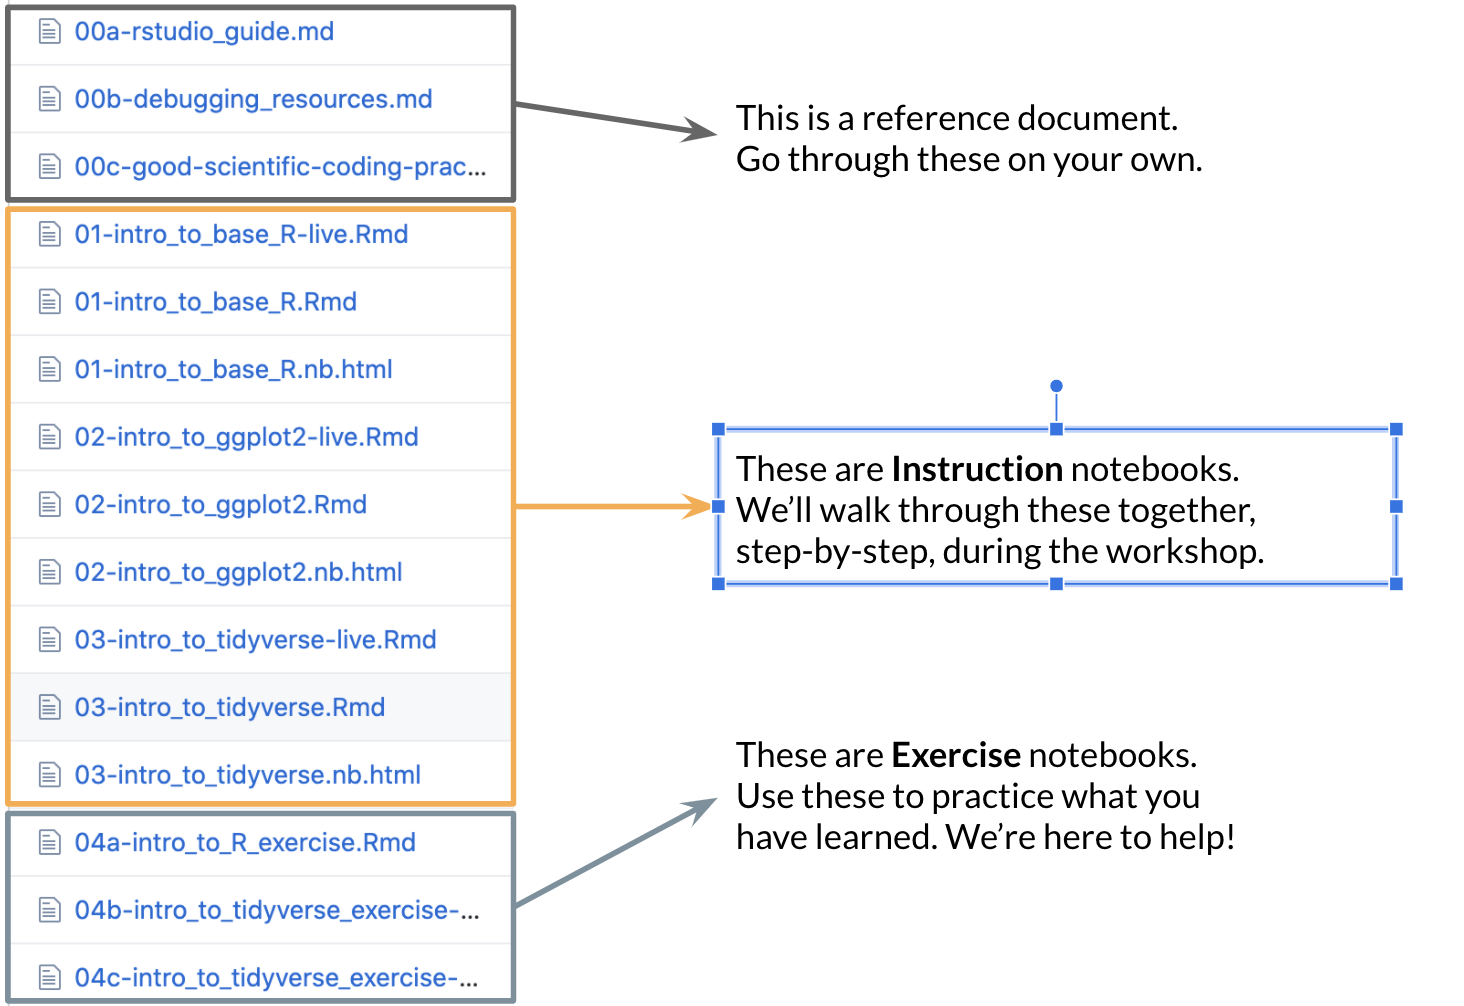 00a-rstudio_guide.md
00b-debugging_resources.md
00c-good-scientific-coding-prac...
01-intro_to_base_R-live.Rmd
01-intro_to_base_R.Rmd
01-intro_to_base_R.nb.html
02-intro_to_ggplot2-live.Rmd
02-intro_to_ggplot2.Rmd
02-intro_to_ggplot2.nb.html
03-intro_to_tidyverse-live.Rmd
03-intro_to_tidyverse.Rmd
03-intro_to_tidyverse.nb.html
04a-intro_to_R_exercise.Rmd
04b-intro_to_tidyverse_exercise-...
04c-intro_to_tidyverse_exercise-...
This is a reference document.
Go through these on your own.
These are Instruction notebooks.
We’ll walk through these together,
step-by-step, during the workshop.
These are Exercise notebooks.
Use these to practice what you
have learned. We’re here to help!